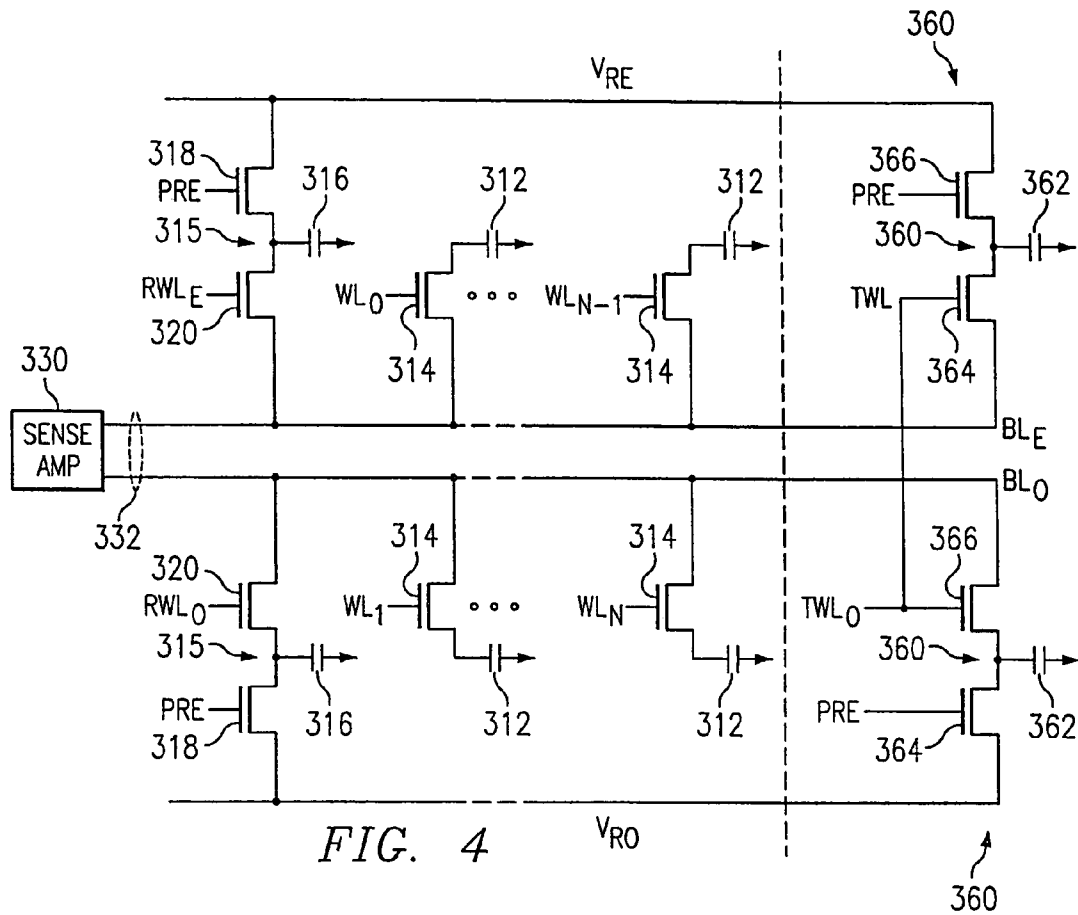 360
V_RE
318
PRE
316
312
312
366
PRE
362
315
360
RWL_E
WL_0
WL_N-1
TWL
320
314
314
364
330
SENSE
AMP
BL_E
BL_O
332
320
314
314
366
RWL_O
WL_1
WL_N
TWL_O
315
360
PRE
316
312
312
PRE
362
318
364
V_RO
FIG. 4
360